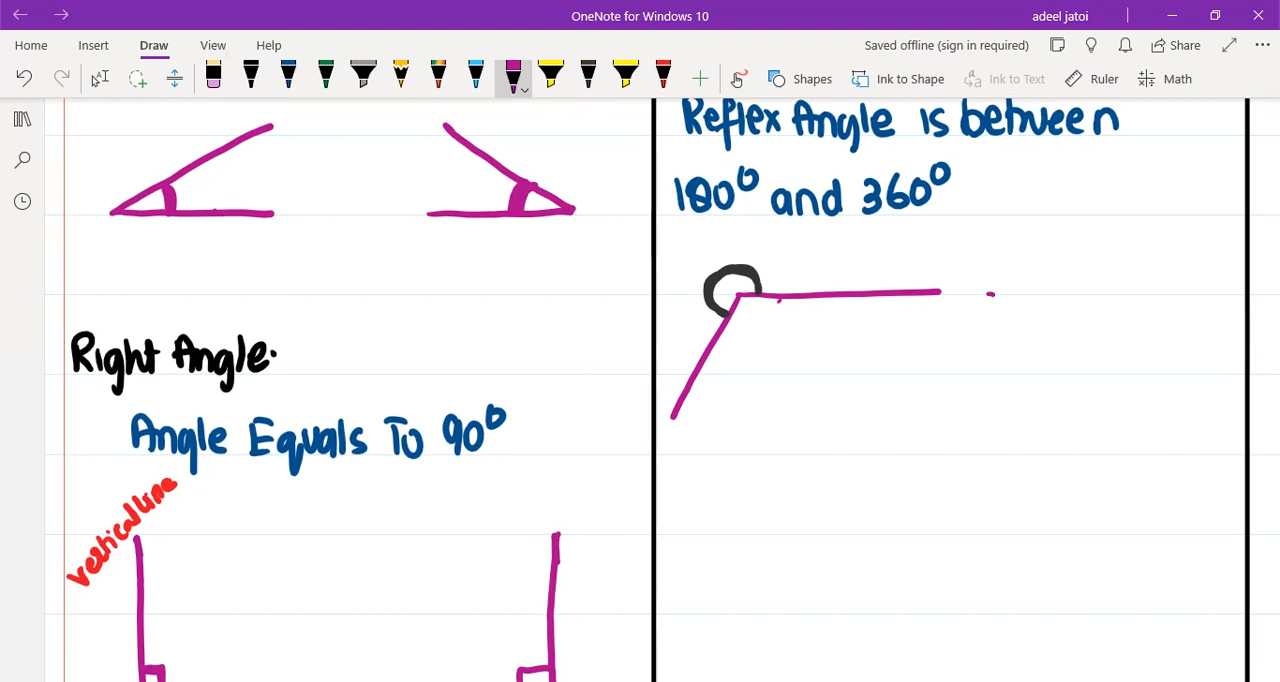 OneNote for Windows 10
adeel jatoi
Home Insert Draw View Help
Saved offline (sign in required)
Share
Shapes
Ink to Shape
Ink to Text
Ruler
Math
Reflex Angle is between
180° and 360°
Right Angle.
Angle Equals To 90°
vertical line